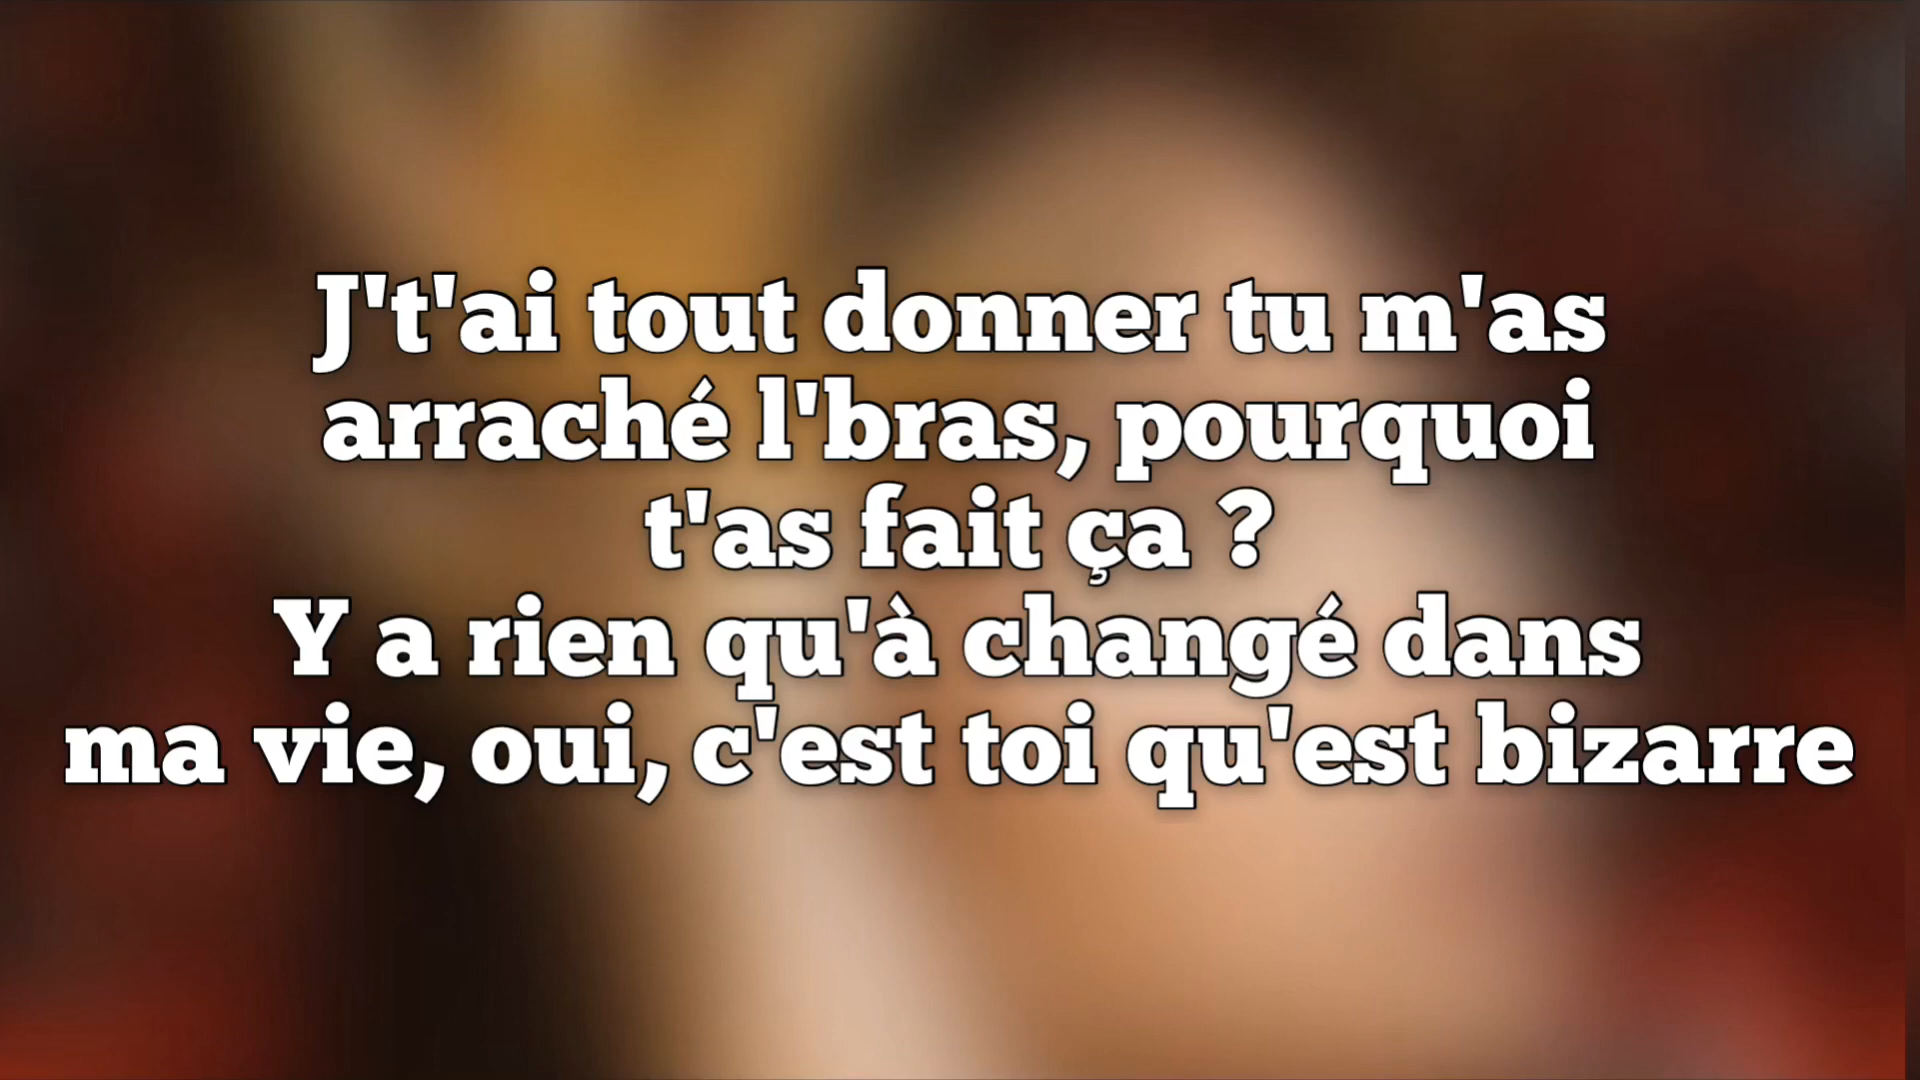 J't'ai tout donner tu m'as
arraché l'bras, pourquoi
t'as fait ça ?
Y a rien qu'à changé dans
ma vie, oui, c'est toi qu'est bizarre